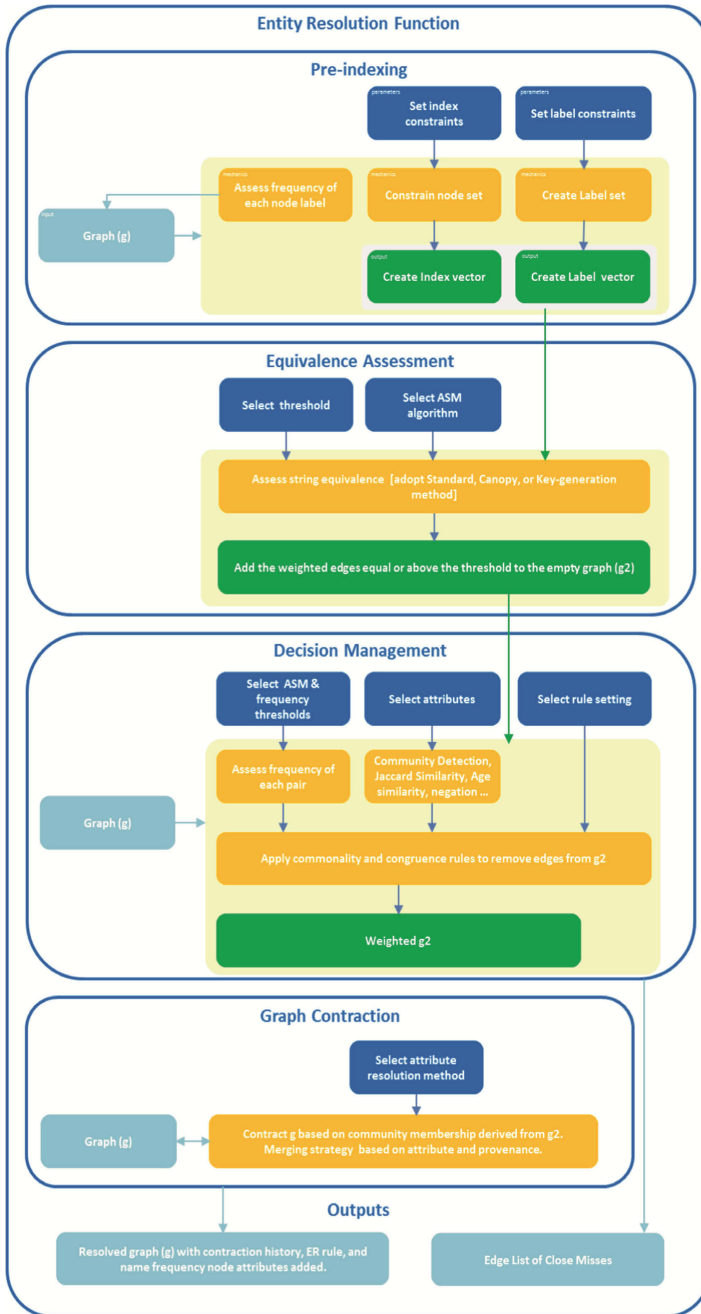 Entity Resolution Function
Pre-indexing
parameters
Set index
constraints
parameters
Set label constraints
mechanics
Assess frequency of
each node label
mechanics
Constrain node set
mechanics
Create Label set
input
Graph (g)
output
Create Index vector
output
Create Label vector
Equivalence Assessment
Select threshold
Select ASM
algorithm
Assess string equivalence [adopt Standard, Canopy, or Key-generation
method]
Add the weighted edges equal or above the threshold to the empty graph (g2)
Decision Management
Select ASM &
frequency
thresholds
Select attributes
Select rule setting
Assess frequency of
each pair
Community Detection,
Jaccard Similarity, Age
similarity, negation ...
Graph (g)
Apply commonality and congruence rules to remove edges from g2
Weighted g2
Graph Contraction
Select attribute
resolution method
Graph (g)
Contract g based on community membership derived from g2.
Merging strategy based on attribute and provenance.
Outputs
Resolved graph (g) with contraction history, ER rule, and
name frequency node attributes added.
Edge List of Close Misses